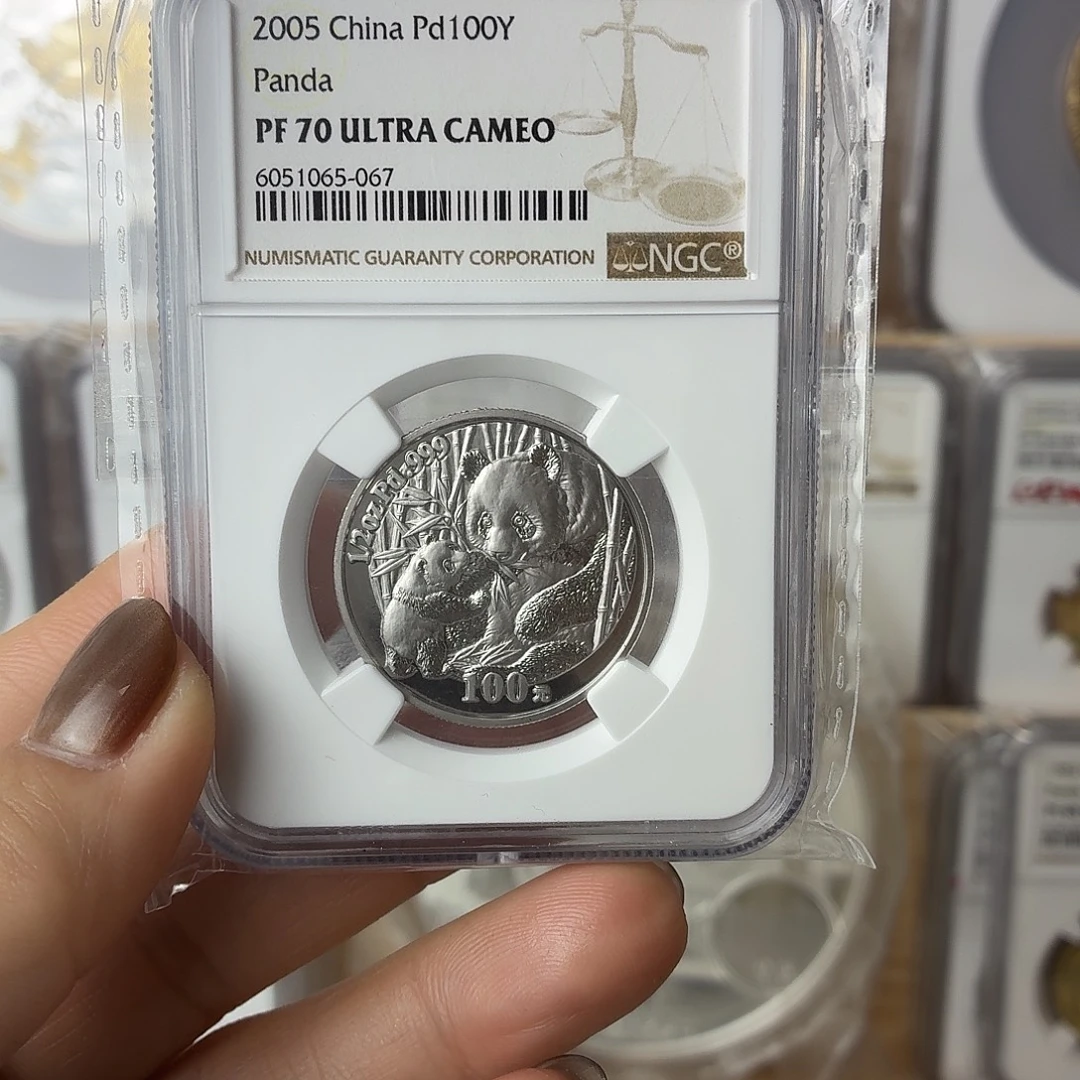 2005 China Pd100Y
Panda
PF 70 ULTRA CAMEO
6051065-067
NUMISMATIC GUARANTY CORPORATION
NGC®
1/2oz Pd.999
100元